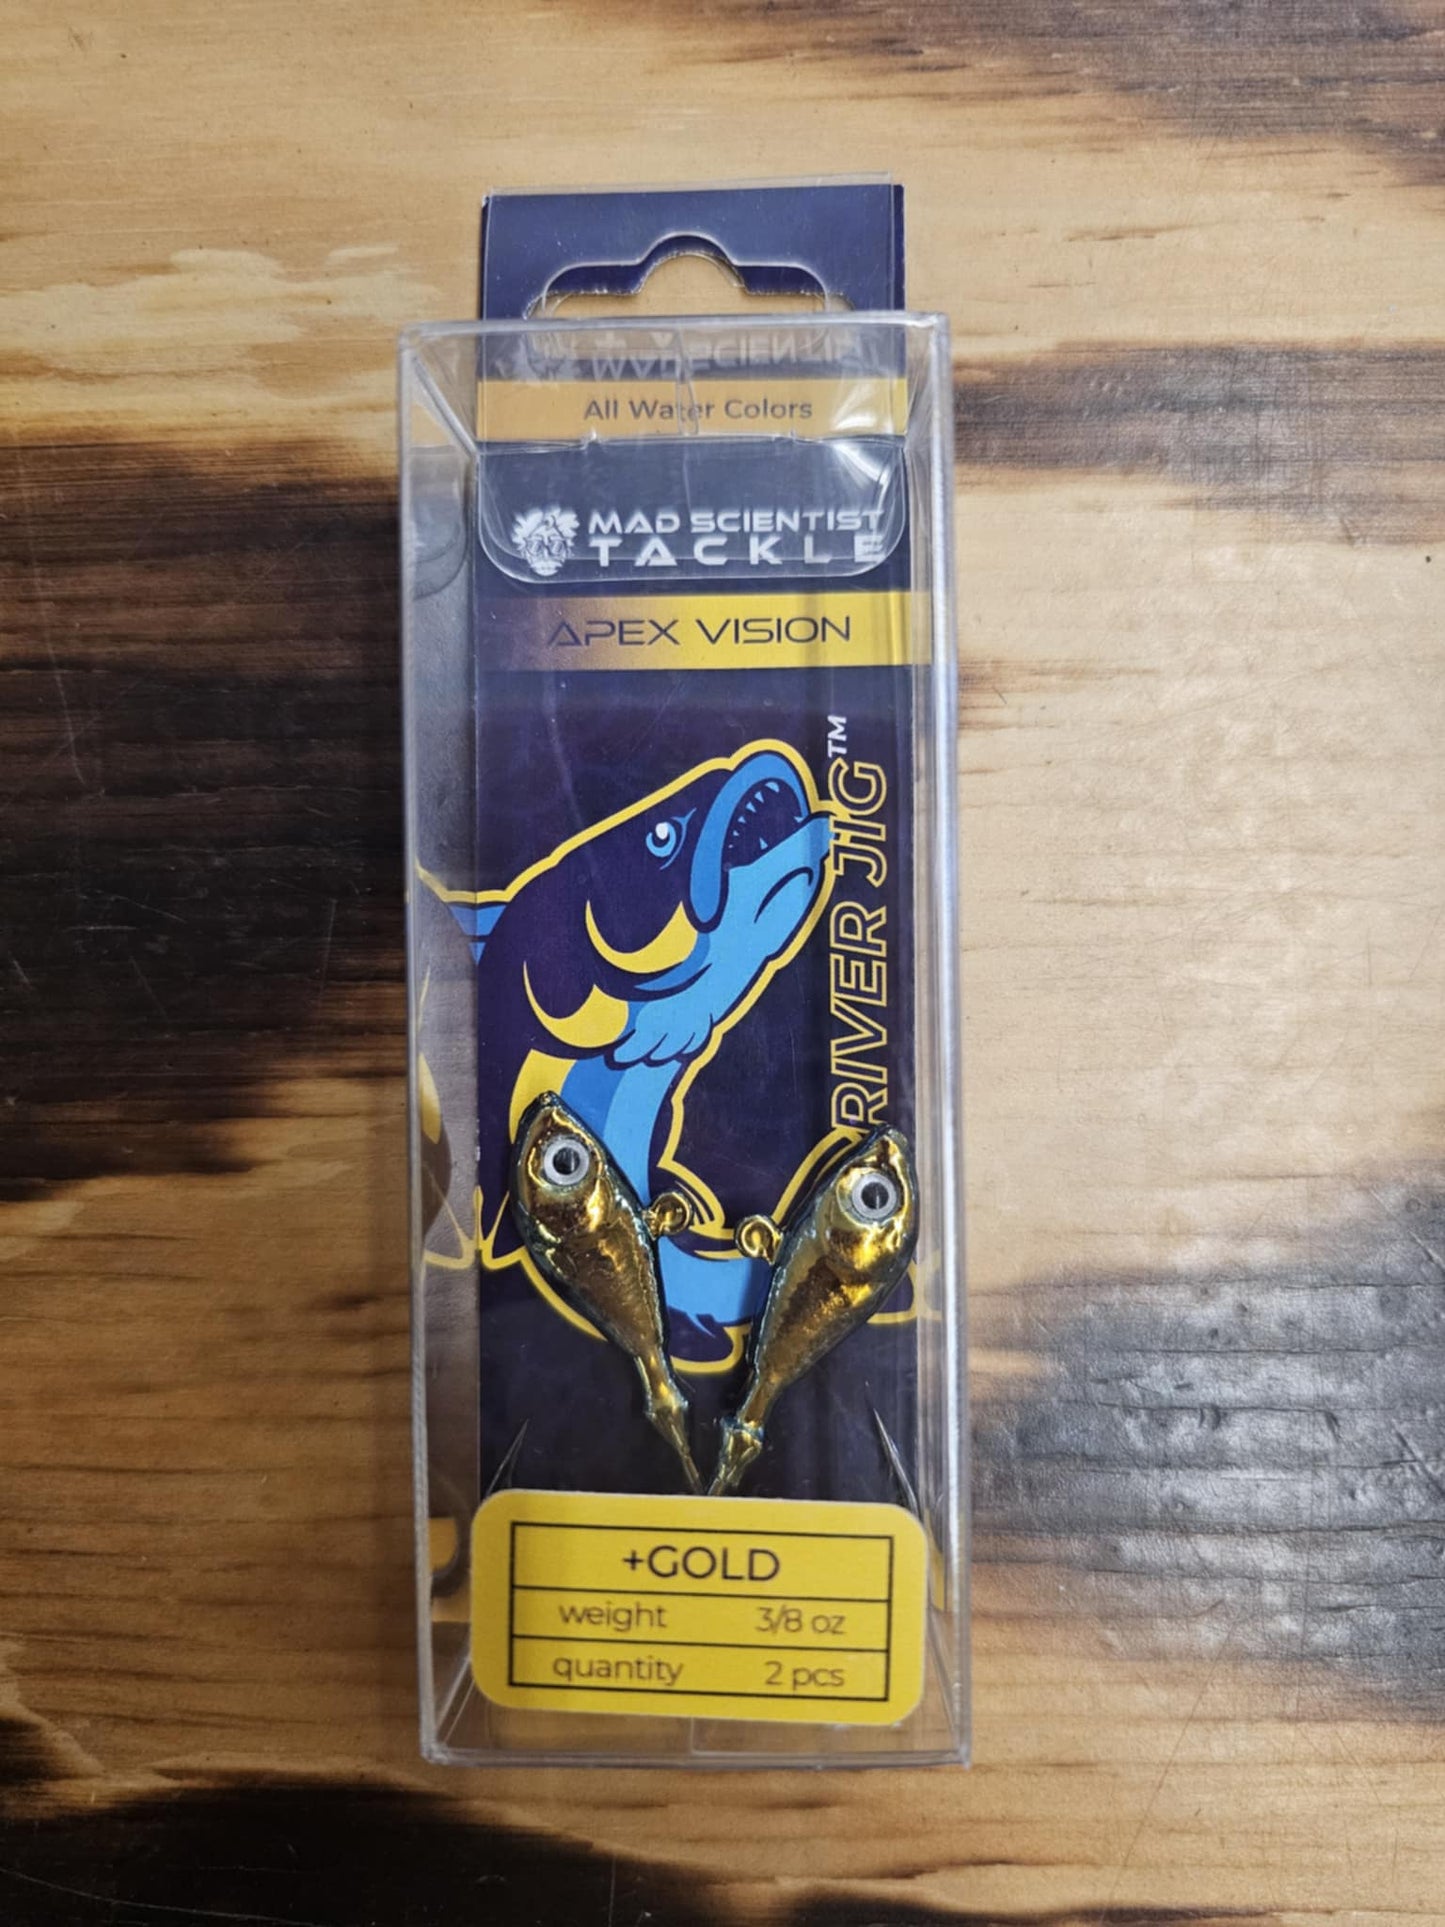 All Water Colors
MAD SCIENTIST
TACKLE
APEX VISION
RIVER JIG™
+GOLD
weight 3/8 oz
quantity 2 pcs